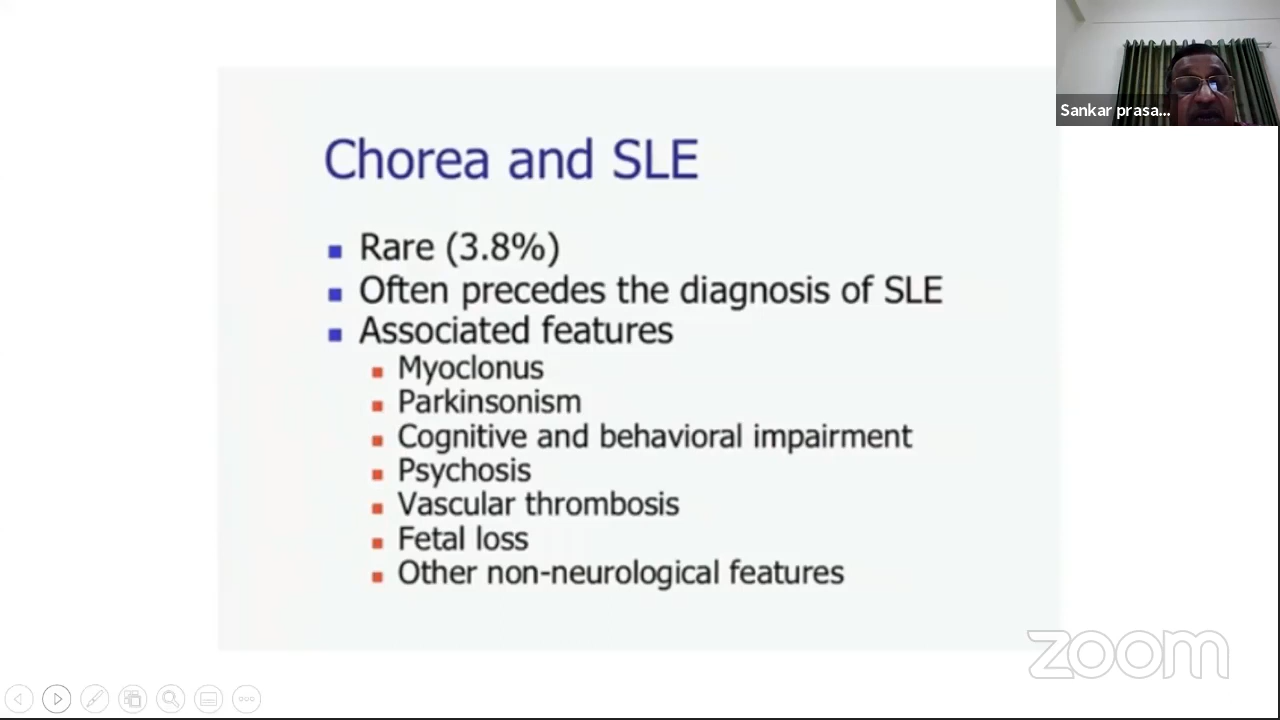 Sankar prasa...
Chorea and SLE
Rare (3.8%)
Often precedes the diagnosis of SLE
Associated features
Myoclonus
Parkinsonism
Cognitive and behavioral impairment
Psychosis
Vascular thrombosis
Fetal loss
Other non-neurological features
zoom